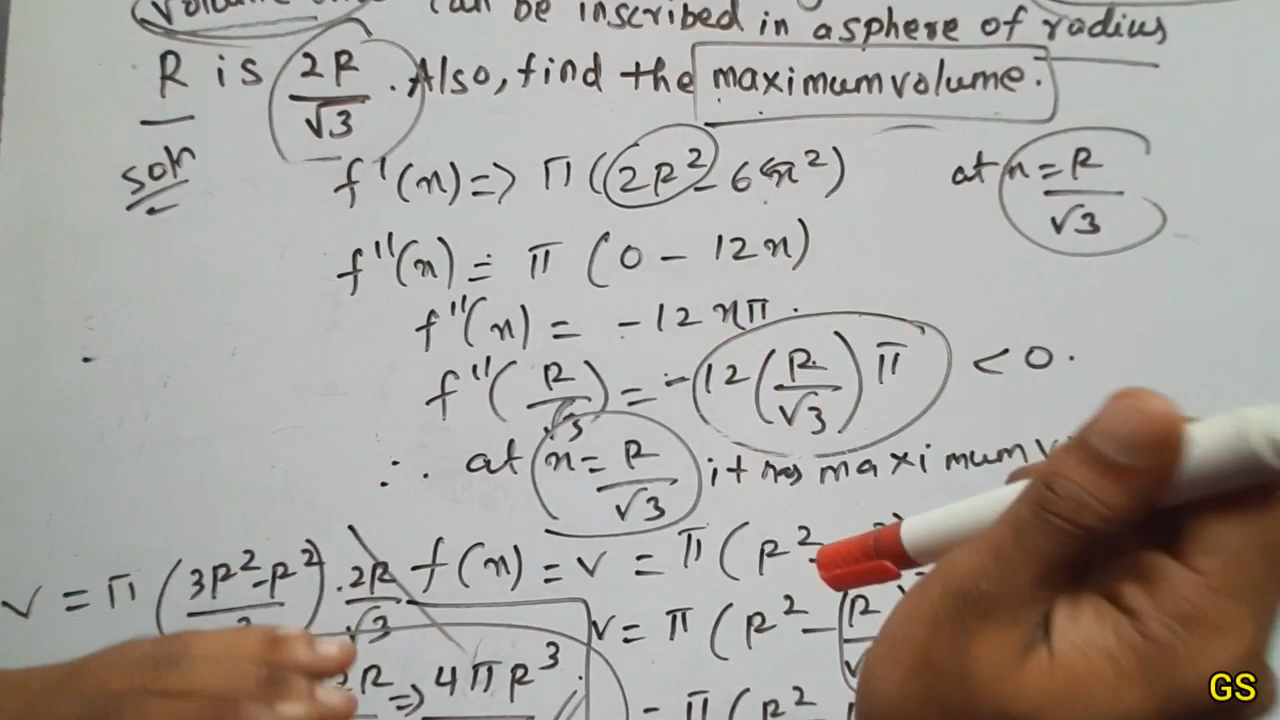 can be inscribed in a sphere of radius
R is 2R/√3 . Also, find the maximum volume.
soln
f'(x) => π (2R² - 6x²) at x = R/√3
f''(x) = π (0 - 12x)
f''(x) = -12xπ.
f''(R/√3) = -12 (R/√3) π < 0.
∴ at x = R/√3 it has maximum
f(x) = v = π (R²
v = π (3R² - R²) . 2R/√3
v = π (R² - (R
2R => 4πR³
= π (R²
GS